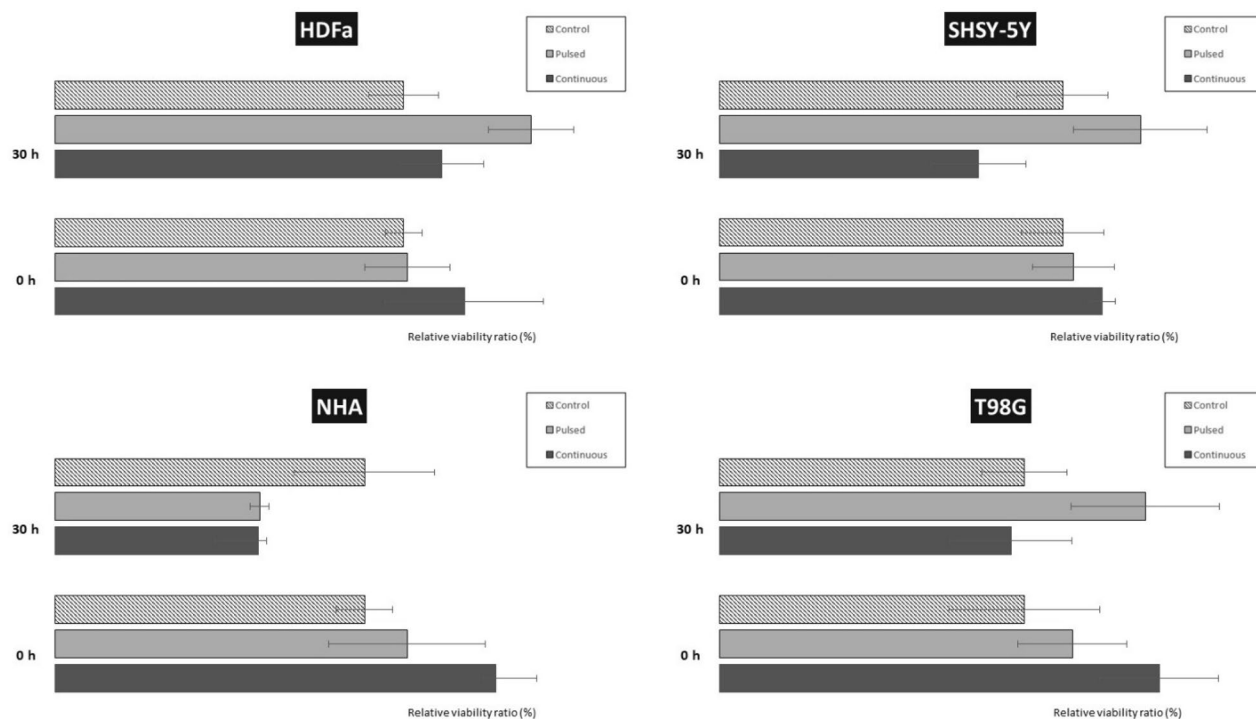 HDFa
Control
Pulsed
Continuous
30 h
0 h
Relative viability ratio (%)
SHSY-5Y
Control
Pulsed
Continuous
30 h
0 h
Relative viability ratio (%)
NHA
Control
Pulsed
Continuous
30 h
0 h
Relative viability ratio (%)
T98G
Control
Pulsed
Continuous
30 h
0 h
Relative viability ratio (%)